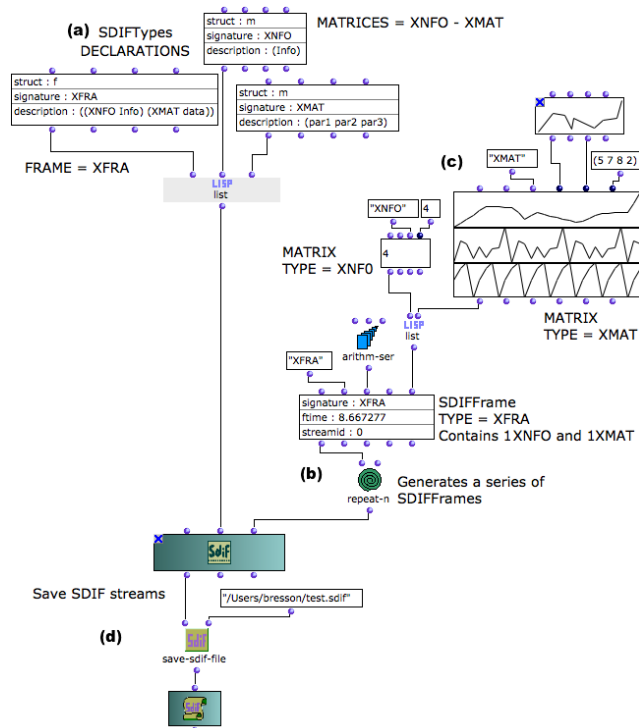 (a) SDIFTypes
DECLARATIONS
struct : m
signature : XNFO
description : (Info)
MATRICES = XNFO - XMAT
struct : f
signature : XFRA
description : ((XNFO Info) (XMAT data))
struct : m
signature : XMAT
description : (par1 par2 par3)
FRAME = XFRA
LISP
list
(c)
"XMAT"
(5 7 8 2)
"XNFO"
4
4
MATRIX
TYPE = XNF0
MATRIX
TYPE = XMAT
LISP
list
arithm-ser
"XFRA"
signature : XFRA
ftime : 8.667277
streamid : 0
SDIFFrame
TYPE = XFRA
Contains 1XNFO and 1XMAT
(b)
repeat-n
Generates a series of
SDIFFrames
Sdif
Save SDIF streams
"/Users/bresson/test.sdif"
(d)
Sdif
save-sdif-file
Sdif